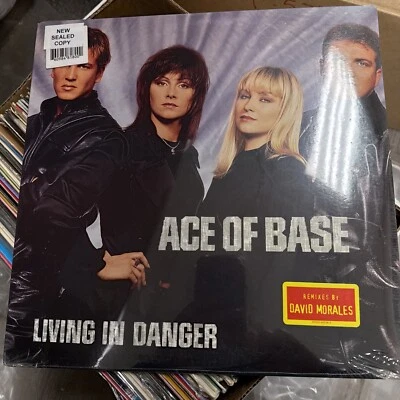 NEW
SEALED
COPY
ACE OF BASE
REMIXES BY
DAVID MORALES
LIVING IN DANGER